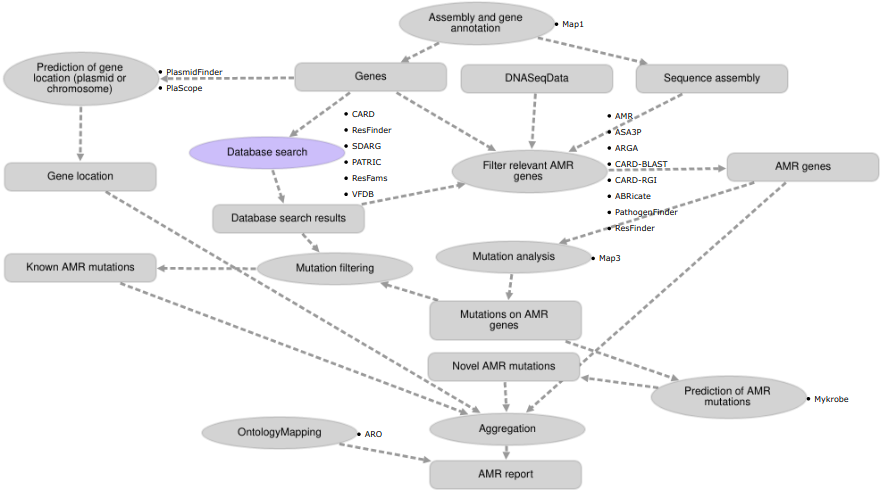 Assembly and gene
annotation
Map1
Prediction of gene
location (plasmid or
chromosome)
PlasmidFinder
PlaScope
Genes
DNASeqData
Sequence assembly
CARD
ResFinder
SDARG
PATRIC
ResFams
VFDB
Database search
Filter relevant AMR
genes
AMR
ASA3P
ARGA
CARD-BLAST
CARD-RGI
ABRicate
PathogenFinder
ResFinder
AMR genes
Gene location
Database search results
Known AMR mutations
Mutation filtering
Mutation analysis
Map3
Mutations on AMR
genes
Novel AMR mutations
Prediction of AMR
mutations
Mykrobe
OntologyMapping
ARO
Aggregation
AMR report